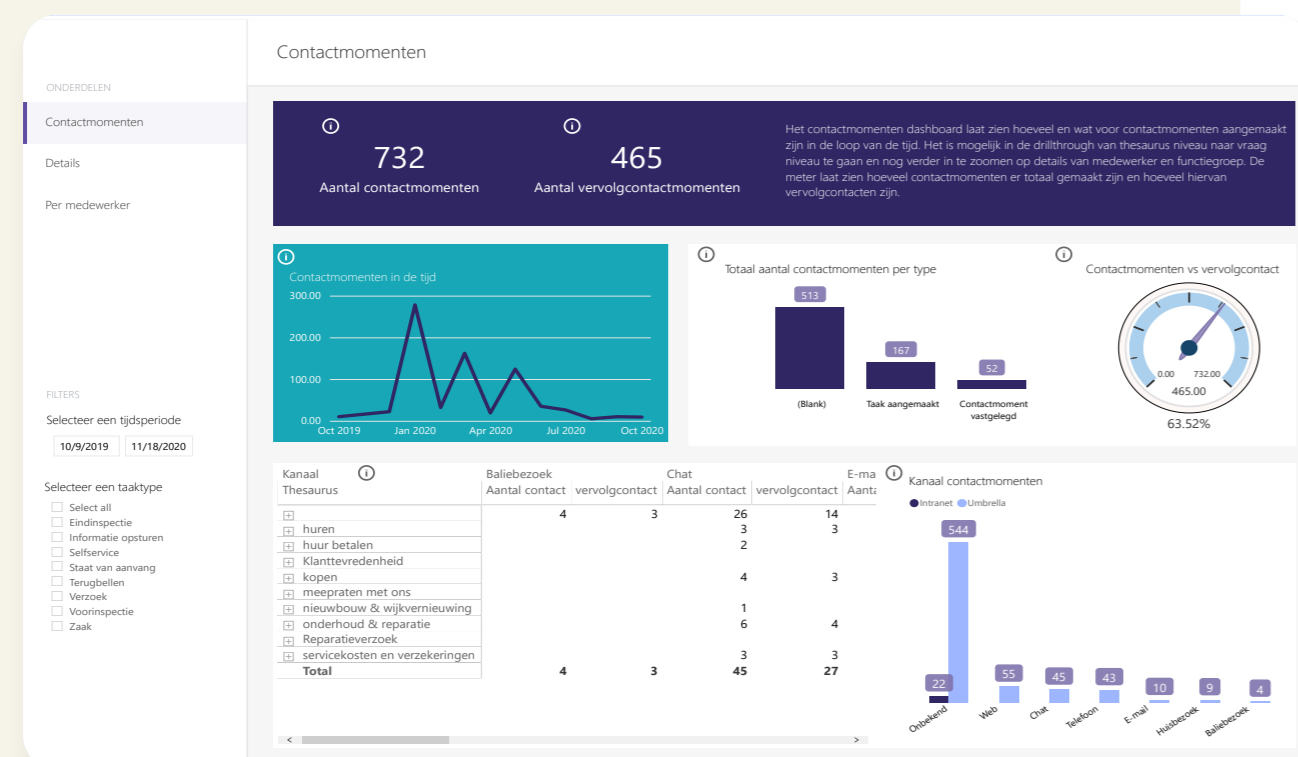 Contactmomenten
ONDERDELEN
Contactmomenten
Details
Per medewerker
732
Aantal contactmomenten
465
Aantal vervolgcontactmomenten
Het contactmomenten dashboard laat zien hoeveel en wat voor contactmomenten aangemaakt
zijn in de loop van de tijd. Het is mogelijk in de drillthrough van thesaurus niveau naar vraag
niveau te gaan en nog verder in te zoomen op details van medewerker en functiegroep. De
meter laat zien hoeveel contactmomenten er totaal gemaakt zijn en hoeveel hiervan
vervolgcontacten zijn.
Contactmomenten in de tijd
300.00
200.00
100.00
0.00
Oct 2019 Jan 2020 Apr 2020 Jul 2020 Oct 2020
Totaal aantal contactmomenten per type
513
167
52
(Blank) Taak aangemaakt Contactmoment
vastgelegd
Contactmomenten vs vervolgcontact
0.00 732.00
465.00
63.52%
FILTERS
Selecteer een tijdsperiode
10/9/2019 11/18/2020
Selecteer een taaktype
Select all
Eindinspectie
Informatie opsturen
Selfservice
Staat van aanvang
Terugbellen
Verzoek
Voorinspectie
Zaak
Kanaal Baliebezoek Chat E-ma
Thesaurus Aantal contact vervolgcontact Aantal contact vervolgcontact Aanta
4 3 26 14
huren 3 3
huur betalen 2
Klanttevredenheid
kopen 4 3
meepraten met ons
nieuwbouw & wijkvernieuwing 1
onderhoud & reparatie 6 4
Reparatieverzoek
servicekosten en verzekeringen 3 3
Total 4 3 45 27
Kanaal contactmomenten
Intranet Umbrella
544
22 55 45 43 10 9 4
Onbekend Web Chat Telefoon E-mail Huisbezoek Baliebezoek